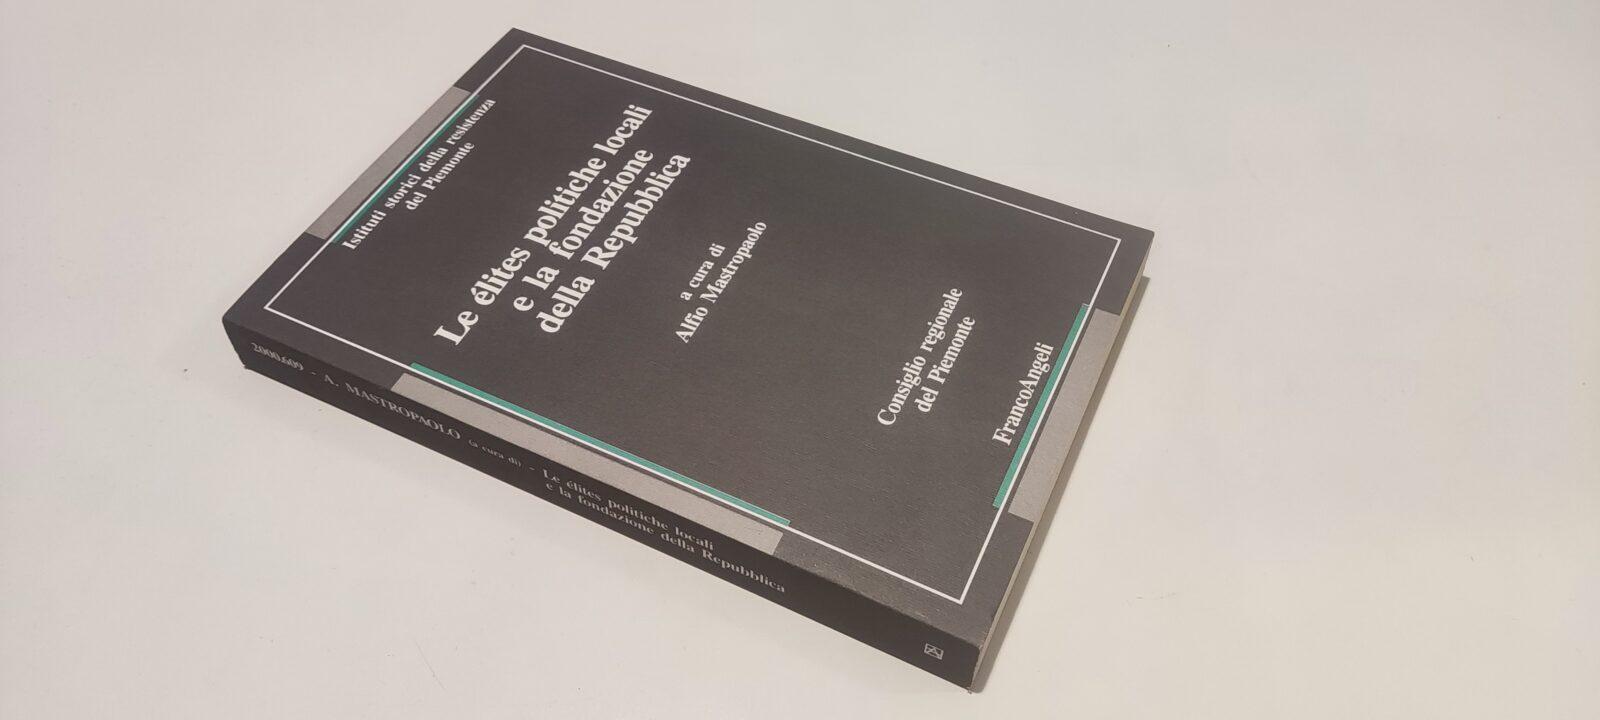 Istituti storici della resistenza
del Piemonte
Le élites politiche locali
e la fondazione
della Repubblica
a cura di
Alfio Mastropaolo
Consiglio regionale
del Piemonte
FrancoAngeli
2000.609 - A. MASTROPAOLO (a cura di) - Le élites politiche locali
e la fondazione della Repubblica